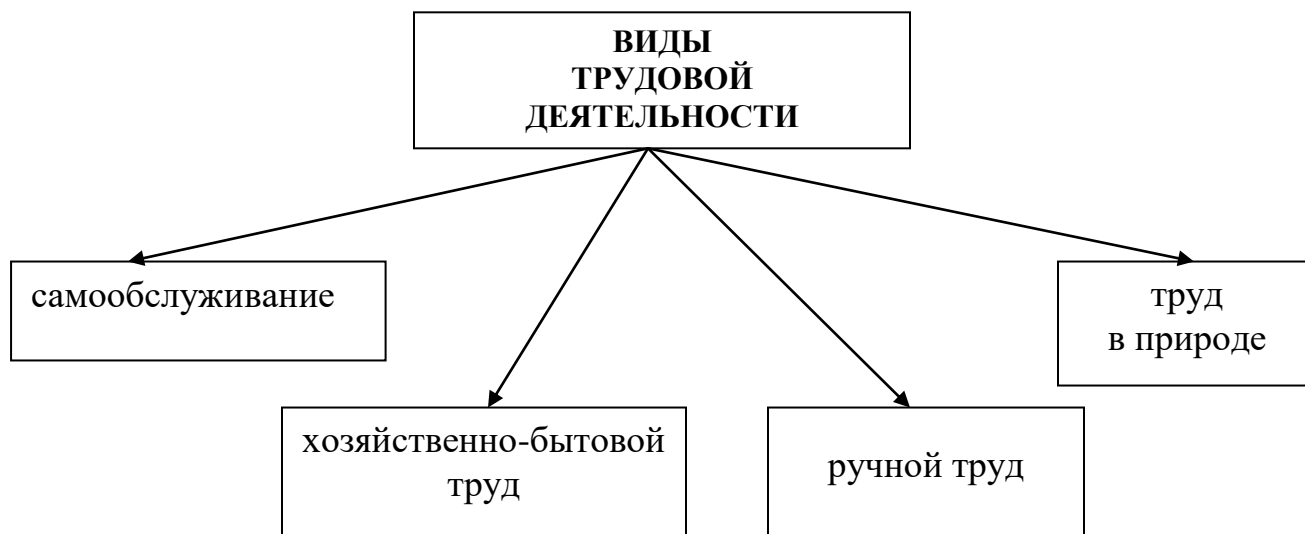 ВИДЫ
ТРУДОВОЙ
ДЕЯТЕЛЬНОСТИ
самообслуживание
труд
в природе
хозяйственно-бытовой
труд
ручной труд